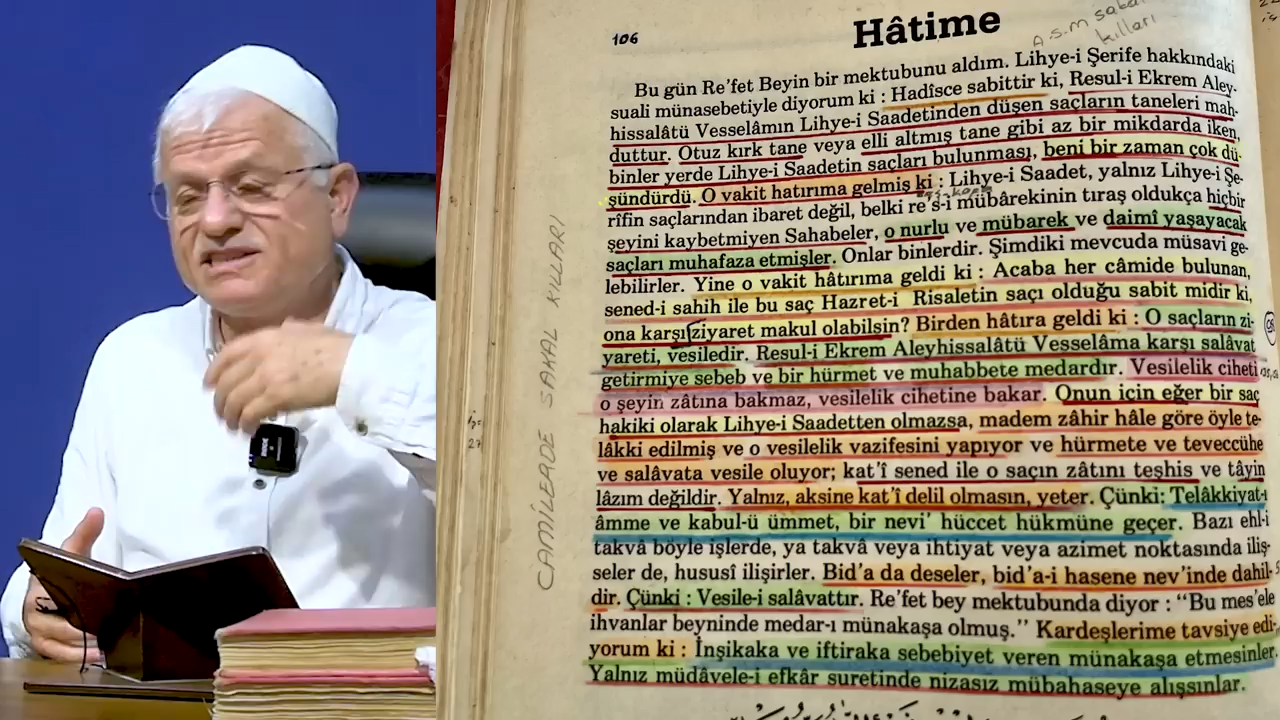 106
Hâtime
A.S.M sakal
kılları
Bu gün Re'fet Beyin bir mektubunu aldım. Lihye-i Şerife hakkındaki
suali münasebetiyle diyorum ki : Hadîsce sabittir ki, Resul-i Ekrem Aley-
hissalâtü Vesselâmın Lihye-i Saadetinden düşen saçların taneleri mah-
duttur. Otuz kırk tane veya elli altmış tane gibi az bir mikdarda iken,
binler yerde Lihye-i Saadetin saçları bulunması, beni bir zaman çok dü-
şündürdü. O vakit hatırıma gelmiş ki : Lihye-i Saadet, yalnız Lihye-i Şe-
rîfin saçlarından ibaret değil, belki re's-i mübârekinin tıraş oldukça hiçbir
şeyini kaybetmiyen Sahabeler, o nurlu ve mübarek ve daimî yaşayacak
saçları muhafaza etmişler. Onlar binlerdir. Şimdiki mevcuda müsavi ge-
lebilirler. Yine o vakit hâtırıma geldi ki : Acaba her câmide bulunan,
sened-i sahih ile bu saç Hazret-i Risaletin saçı olduğu sabit midir ki,
ona karşı ziyaret makul olabilsin? Birden hâtıra geldi ki : O saçların zi-
yareti, vesiledir. Resul-i Ekrem Aleyhissalâtü Vesselâma karşı salâvat
getirmiye sebeb ve bir hürmet ve muhabbete medardır. Vesilelik ciheti
o şeyin zâtına bakmaz, vesilelik cihetine bakar. Onun için eğer bir saç
hakiki olarak Lihye-i Saadetten olmazsa, madem zâhir hâle göre öyle te-
lâkki edilmiş ve o vesilelik vazifesini yapıyor ve hürmete ve teveccühe
ve salâvata vesile oluyor; kat'î sened ile o saçın zâtını teşhis ve tâyin
lâzım değildir. Yalnız, aksine kat'î delil olmasın, yeter. Çünki: Telâkkiyat-ı
âmme ve kabul-ü ümmet, bir nevi' hüccet hükmüne geçer. Bazı ehl-i
takvâ böyle işlerde, ya takvâ veya ihtiyat veya azimet noktasında iliş-
seler de, hususî ilişirler. Bid'a da deseler, bid'a-i hasene nev'inde dahil-
dir. Çünki : Vesile-i salâvattır. Re'fet bey mektubunda diyor : "Bu mes'ele
ihvanlar beyninde medar-ı münakaşa olmuş." Kardeşlerime tavsiye edi-
yorum ki : İnşikaka ve iftiraka sebebiyet veren münakaşa etmesinler.
Yalnız müdâvele-i efkâr suretinde nizasız mübahaseye alışsınlar.
CAMİLERDE SAKAL KILLARI
27